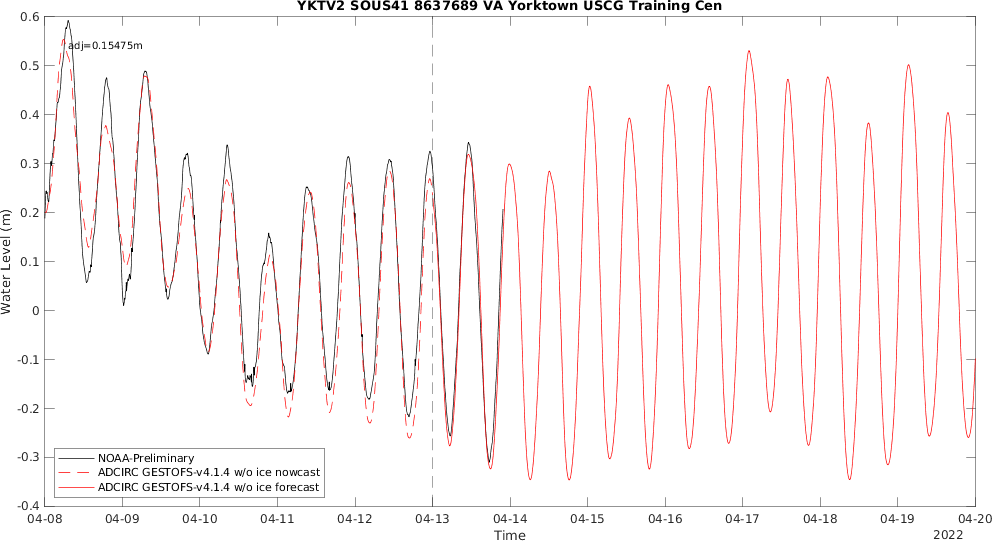 YKTV2 SOUS41 8637689 VA Yorktown USCG Training Cen
adj=0.15475m
0.6
0.5
0.4
0.3
0.2
0.1
0
-0.1
-0.2
-0.3
-0.4
Water Level (m)
NOAA-Preliminary
ADCIRC GESTOFS-v4.1.4 w/o ice nowcast
ADCIRC GESTOFS-v4.1.4 w/o ice forecast
04-08 04-09 04-10 04-11 04-12 04-13 04-14 04-15 04-16 04-17 04-18 04-19 04-20
Time
2022